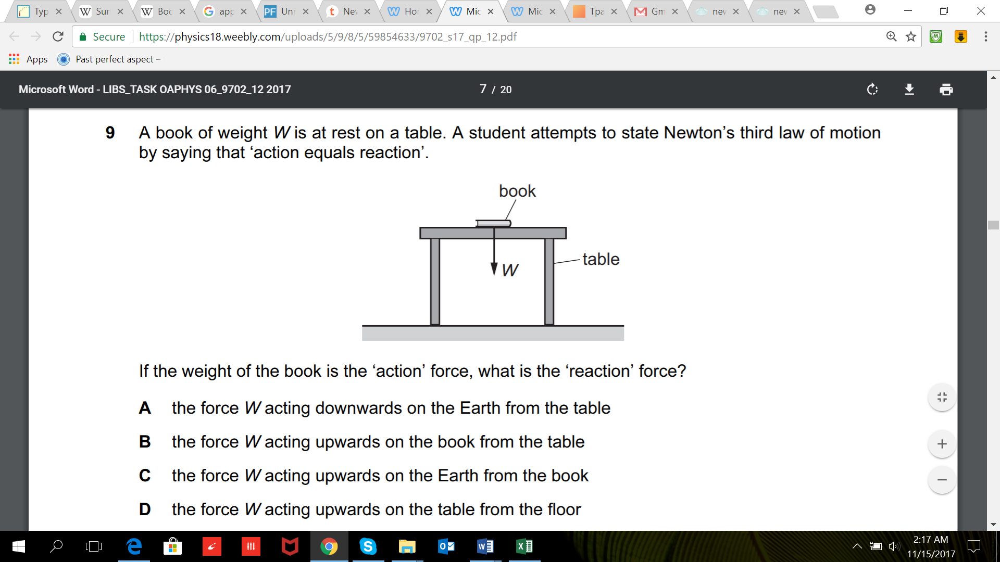 Typ
Sur
Boo
app
Unr
Nev
Hor
Mic
Mic
Tpa
Gm
nev
nev
Secure
https://physics18.weebly.com/uploads/5/9/8/5/59854633/9702_s17_qp_12.pdf
Apps
Past perfect aspect –
Microsoft Word - LIBS_TASK OAPHYS 06_9702_12 2017
7 / 20
9 A book of weight W is at rest on a table. A student attempts to state Newton's third law of motion
by saying that ‘action equals reaction’.
book
table
W
If the weight of the book is the ‘action’ force, what is the ‘reaction’ force?
A the force W acting downwards on the Earth from the table
B the force W acting upwards on the book from the table
C the force W acting upwards on the Earth from the book
D the force W acting upwards on the table from the floor
2:17 AM
11/15/2017